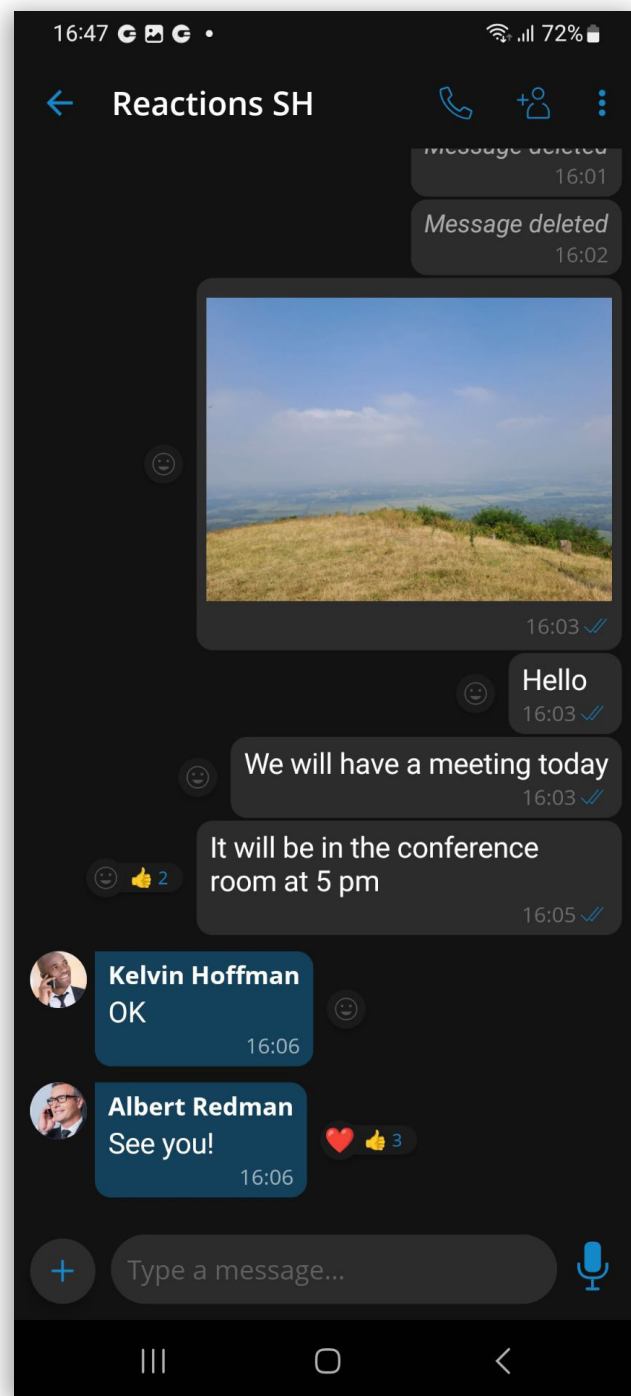 16:47 72%
Reactions SH
Message deleted
16:01
Message deleted
16:02
16:03
Hello
16:03
We will have a meeting today
16:03
It will be in the conference
room at 5 pm
2
16:05
Kelvin Hoffman
OK
16:06
Albert Redman
See you!
3
16:06
Type a message...